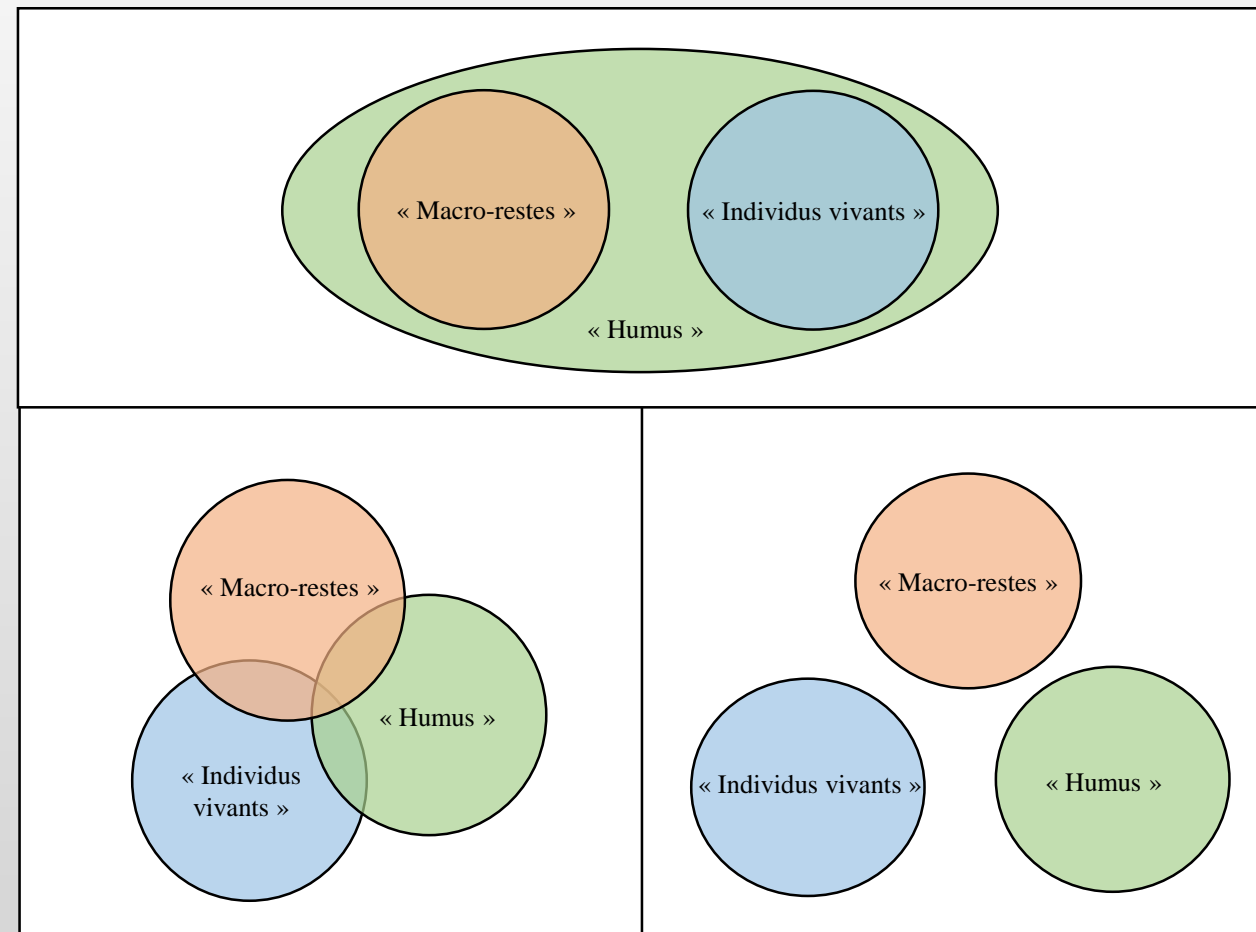 « Macro-restes »
« Individus vivants »
« Humus »
« Macro-restes »
« Humus »
« Individus
vivants »
« Macro-restes »
« Individus vivants »
« Humus »